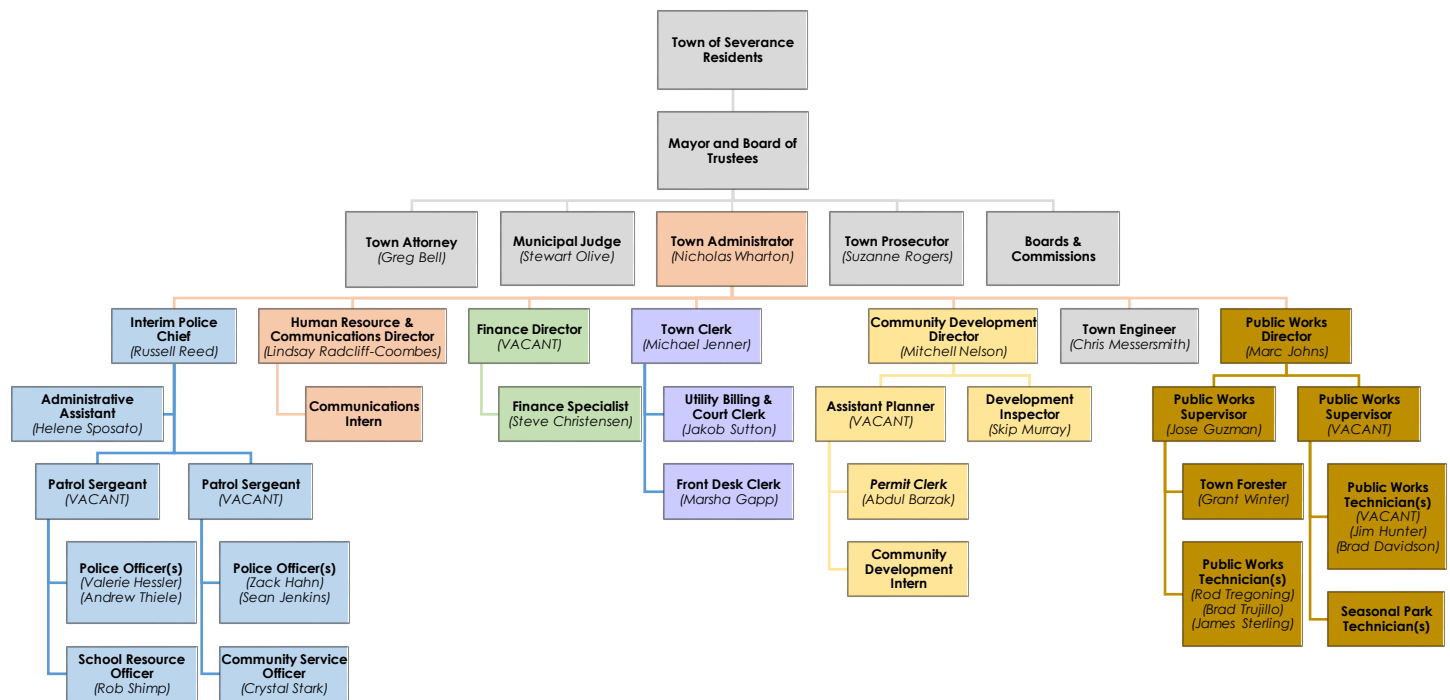 Town of Severance
Residents
Mayor and Board of
Trustees
Town Attorney
(Greg Bell)
Municipal Judge
(Stewart Olive)
Town Administrator
(Nicholas Wharton)
Town Prosecutor
(Suzanne Rogers)
Boards &
Commissions
Interim Police
Chief
(Russell Reed)
Human Resource &
Communications Director
(Lindsay Radcliff-Coombes)
Finance Director
(VACANT)
Town Clerk
(Michael Jenner)
Community Development
Director
(Mitchell Nelson)
Town Engineer
(Chris Messersmith)
Public Works
Director
(Marc Johns)
Administrative
Assistant
(Helene Sposato)
Communications
Intern
Finance Specialist
(Steve Christensen)
Utility Billing &
Court Clerk
(Jakob Sutton)
Assistant Planner
(VACANT)
Development
Inspector
(Skip Murray)
Public Works
Supervisor
(Jose Guzman)
Public Works
Supervisor
(VACANT)
Patrol Sergeant
(VACANT)
Patrol Sergeant
(VACANT)
Front Desk Clerk
(Marsha Gapp)
Permit Clerk
(Abdul Barzak)
Town Forester
(Grant Winter)
Public Works
Technician(s)
(VACANT)
(Jim Hunter)
(Brad Davidson)
Police Officer(s)
(Valerie Hessler)
(Andrew Thiele)
Police Officer(s)
(Zack Hahn)
(Sean Jenkins)
Community
Development
Intern
Public Works
Technician(s)
(Rod Tregoning)
(Brad Trujillo)
(James Sterling)
Seasonal Park
Technician(s)
School Resource
Officer
(Rob Shimp)
Community Service
Officer
(Crystal Stark)